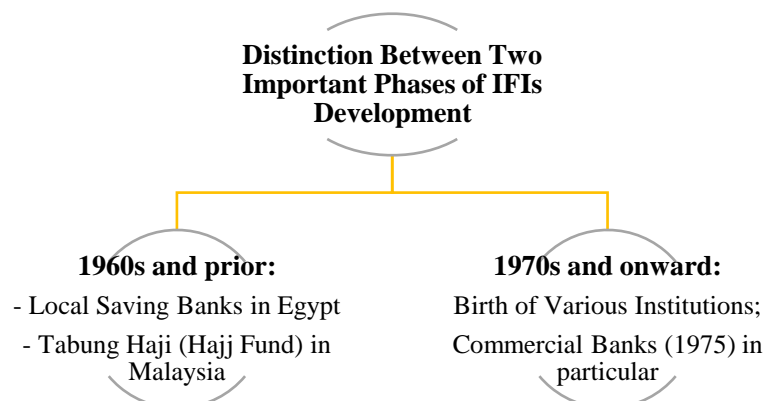 Distinction Between Two
Important Phases of IFIs
Development
1960s and prior:
- Local Saving Banks in Egypt
- Tabung Haji (Hajj Fund) in
Malaysia
1970s and onward:
Birth of Various Institutions;
Commercial Banks (1975) in
particular